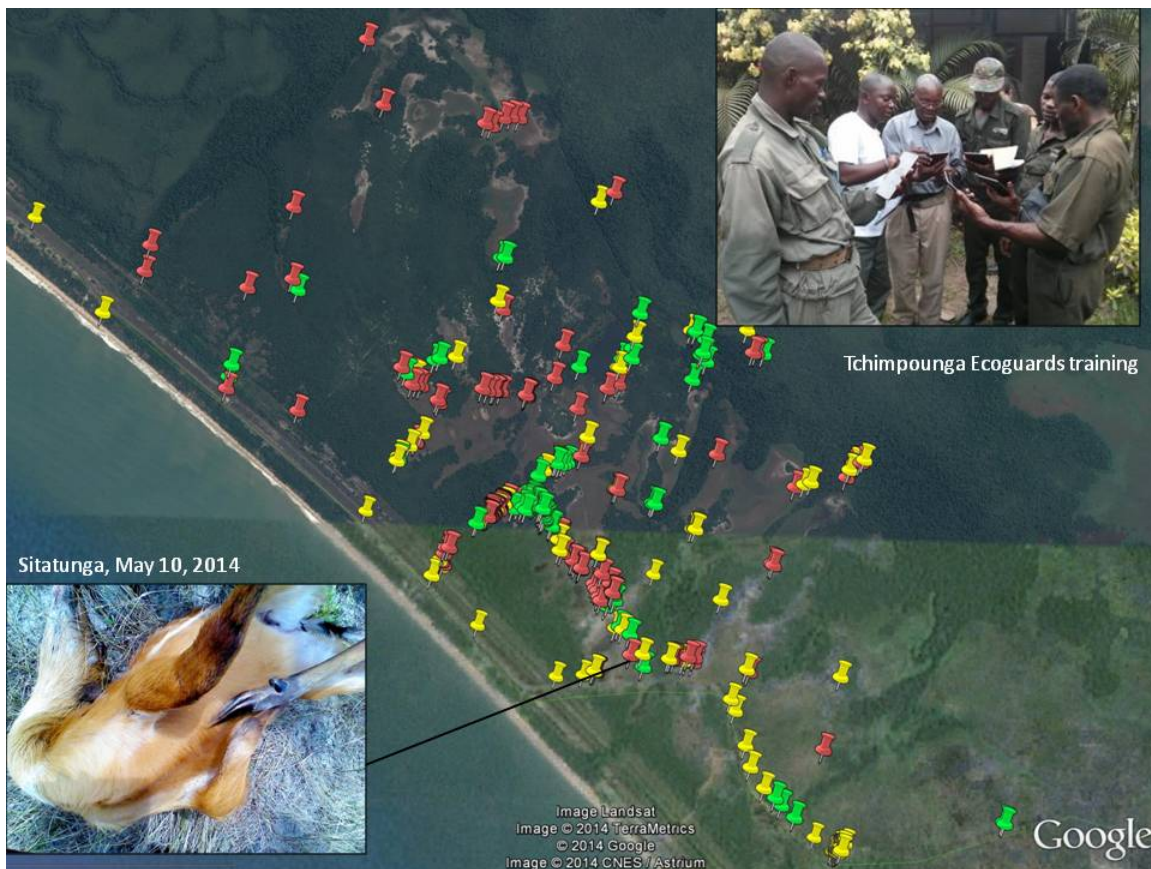 Tchimpounga Ecoguards training
Sitatunga, May 10, 2014
Image Landsat
Image © 2014 TerraMetrics
© 2014 Google
Image © 2014 CNES / Astrium
Google